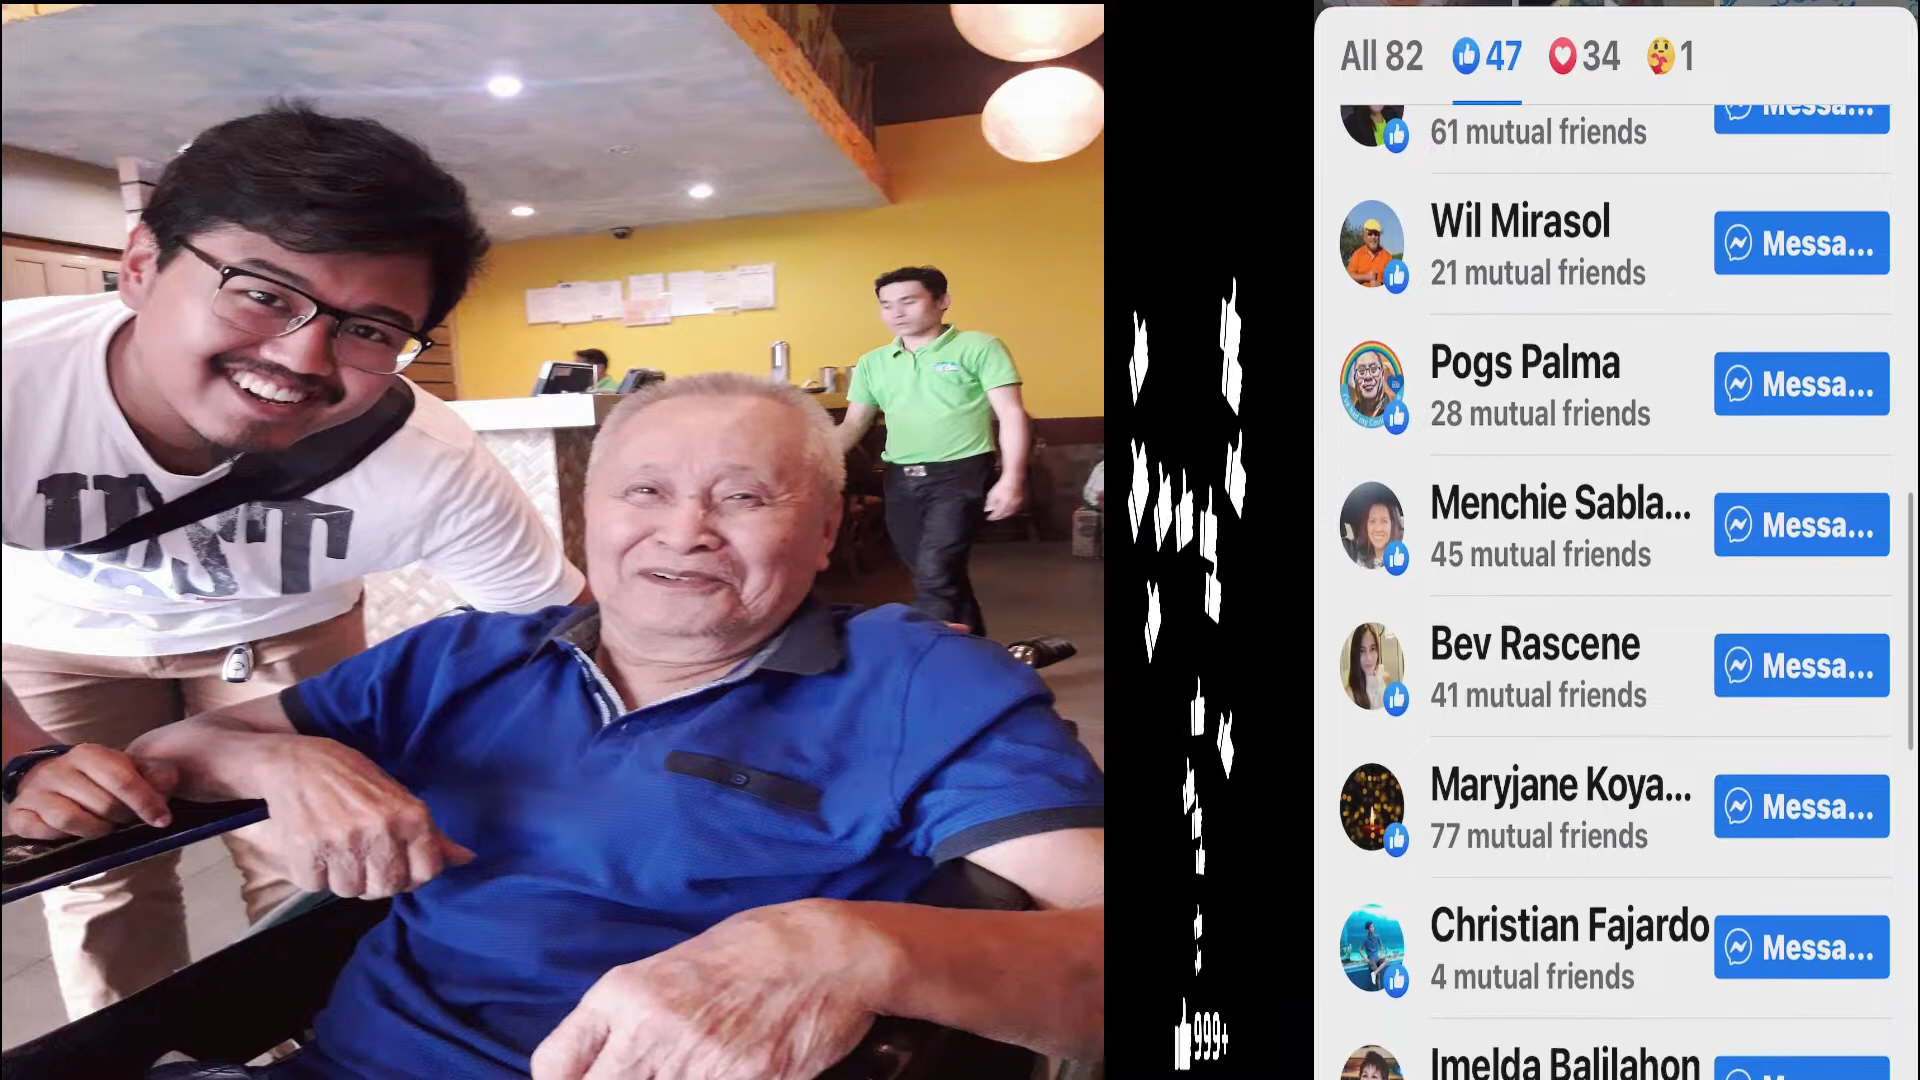 UST
999+
All 82 47 34 1
Messa...
61 mutual friends
Wil Mirasol
21 mutual friends
Messa...
Pogs Palma
28 mutual friends
Messa...
Menchie Sabla...
45 mutual friends
Messa...
Bev Rascene
41 mutual friends
Messa...
Maryjane Koya...
77 mutual friends
Messa...
Christian Fajardo
4 mutual friends
Messa...
Imelda Balilahon